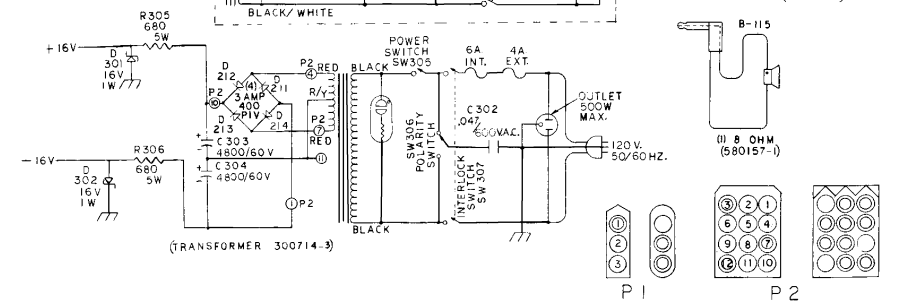 BLACK/WHITE
R305
680
5W
+16V
D
301
16V
1W
D
212
P2
10
(4)
3 AMP
400
PIV
D
211
D
213
D
214
P2
4
RED
R/Y
P2
7
RED
11
+ C303
- 4800/60V
+ C304
- 4800/60V
1
P2
-16V
R306
680
5W
D
302
16V
1W
(TRANSFORMER 300714-3)
BLACK
BLACK
POWER
SWITCH
SW305
6A
INT.
4A
EXT.
C302
.047/
600VAC.
SW306
POLARITY
SWITCH
INTERLOCK
SWITCH
SW307
OUTLET
500W
MAX.
120V.
50/60HZ.
B-115
(1) 8 OHM
(580157-1)
1
2
3
P1
3 2 1
6 5 4
9 8 7
12 11 10
P2